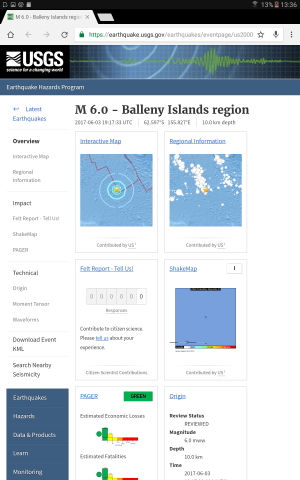 13% 13:36
M 6.0 - Balleny Islands region
https://earthquake.usgs.gov/earthquakes/eventpage/us2000
USGS
science for a changing world
Earthquake Hazards Program
← Latest Earthquakes
Overview
Interactive Map
Regional Information
Impact
Felt Report - Tell Us!
ShakeMap
PAGER
Technical
Origin
Moment Tensor
Waveforms
Download Event KML
Search Nearby Seismicity
Earthquakes
Hazards
Data & Products
Learn
Monitoring
M 6.0 - Balleny Islands region
2017-06-03 19:17:33 UTC 62.597°S 155.827°E 10.0 km depth
Interactive Map
Contributed by US
Regional Information
Contributed by US
Felt Report - Tell Us!
0 0 0 0 0 0
Responses
Contribute to citizen science.
Please tell us about your
experience.
Citizen Scientist Contributions
ShakeMap I
Contributed by US
PAGER GREEN
Estimated Economic Losses
Estimated Fatalities
Origin
Review Status
REVIEWED
Magnitude
6.0 mww
Depth
10.0 km
Time
2017-06-03